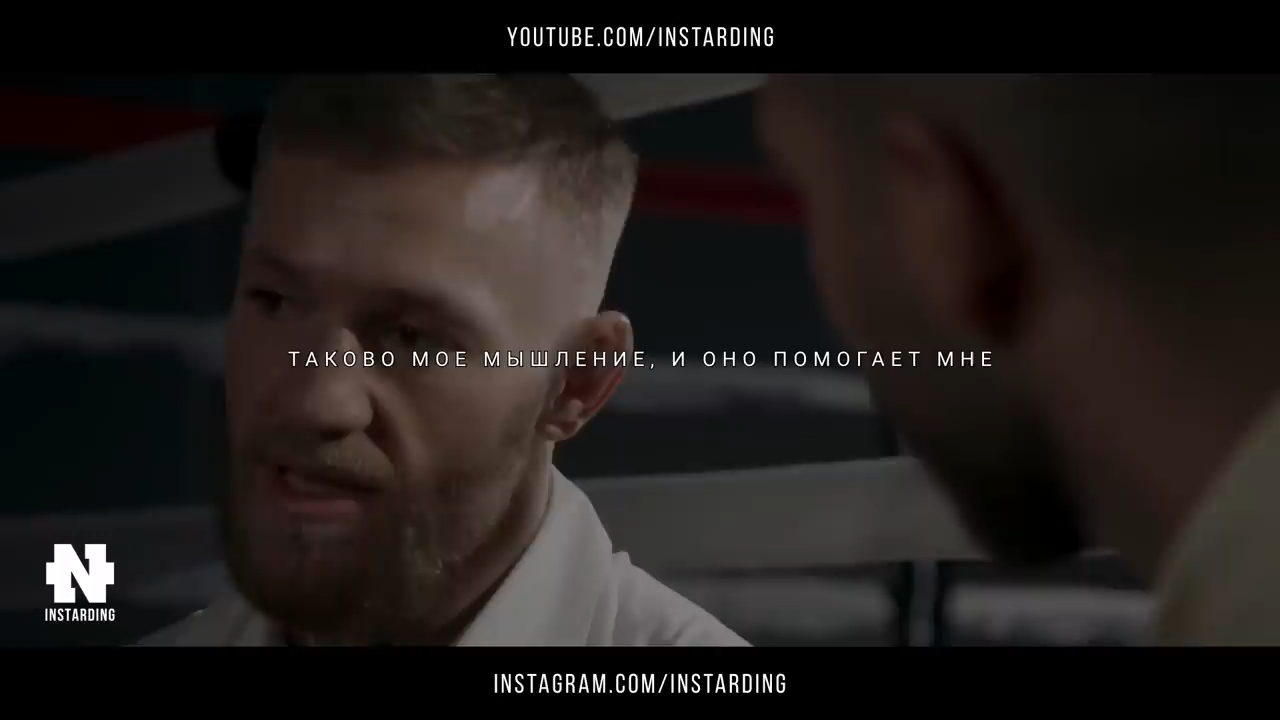 YOUTUBE.COM/INSTARDING
ТАКОВО МОЕ МЫШЛЕНИЕ, И ОНО ПОМОГАЕТ МНЕ
N
INSTARDING
INSTAGRAM.COM/INSTARDING